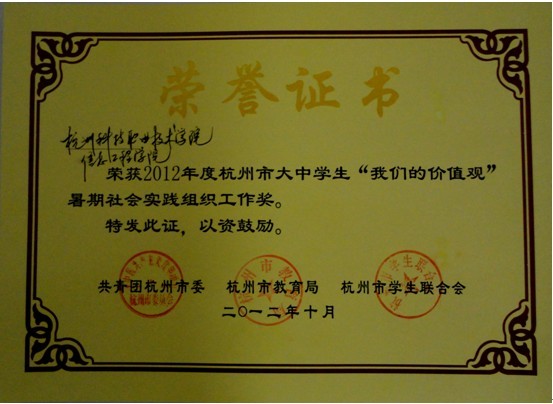 荣誉证书
杭州科技职业技术学院
信息工程学院
荣获2012年度杭州市大中学生“我们的价值观”
暑期社会实践组织工作奖。
特发此证，以资鼓励。
共青团杭州市委 杭州市教育局 杭州市学生联合会
二〇一二年十月